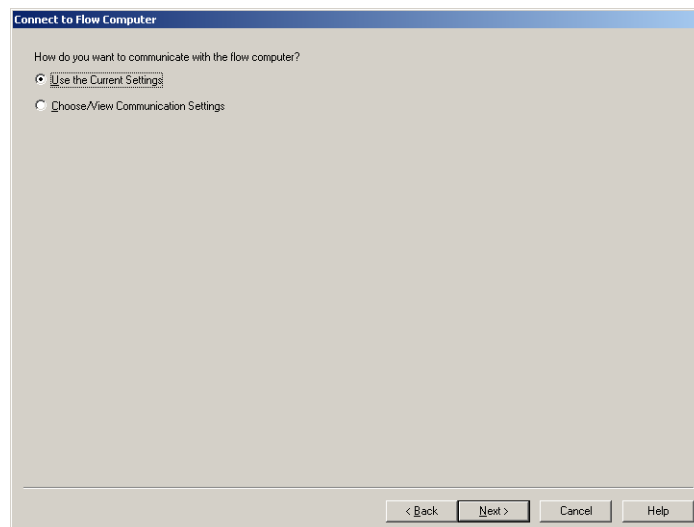 Connect to Flow Computer
How do you want to communicate with the flow computer?
Use the Current Settings
Choose/View Communication Settings
< Back Next > Cancel Help